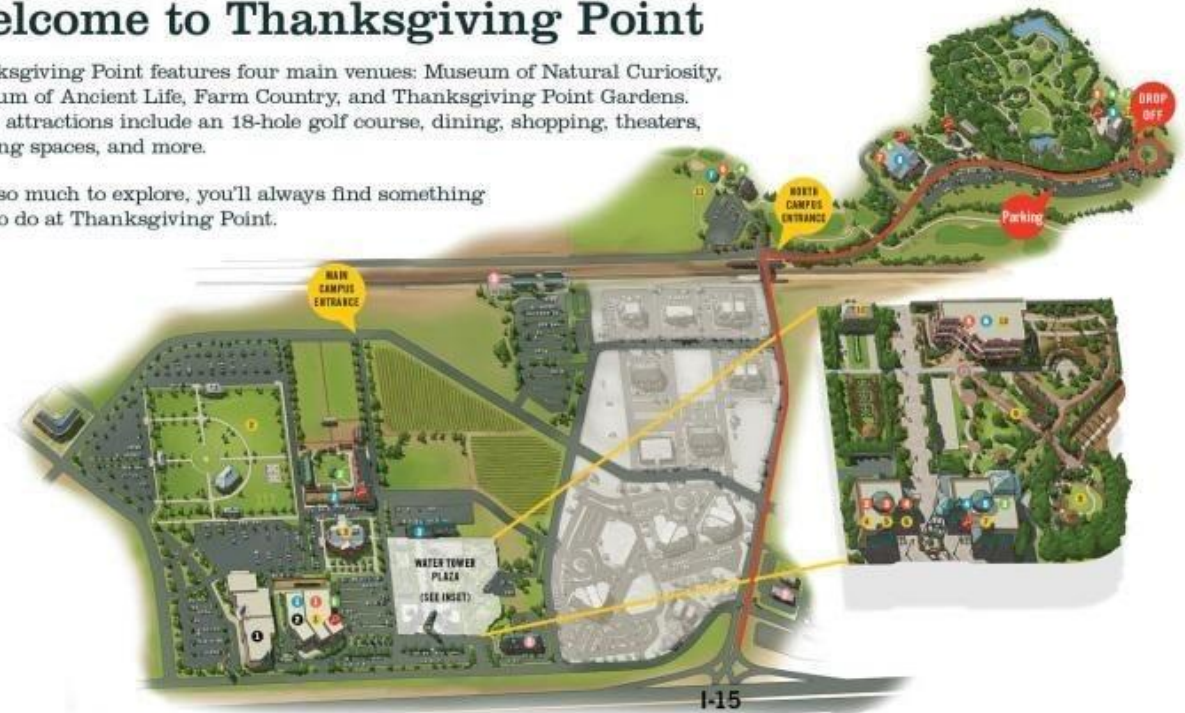 elcome to Thanksgiving Point
ksgiving Point features four main venues: Museum of Natural Curiosity,
um of Ancient Life, Farm Country, and Thanksgiving Point Gardens.
attractions include an 18-hole golf course, dining, shopping, theaters,
ng spaces, and more.
so much to explore, you'll always find something
o do at Thanksgiving Point.
DROP
OFF
NORTH
CAMPUS
ENTRANCE
Parking
MAIN
CAMPUS
ENTRANCE
WATER TOWER
PLAZA
(SEE INSET)
1
2
I-15